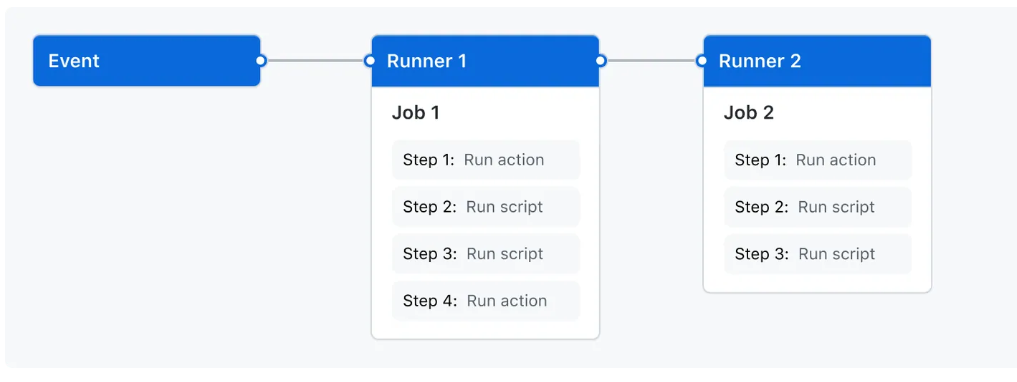 Event
Runner 1
Job 1
Step 1: Run action
Step 2: Run script
Step 3: Run script
Step 4: Run action
Runner 2
Job 2
Step 1: Run action
Step 2: Run script
Step 3: Run script